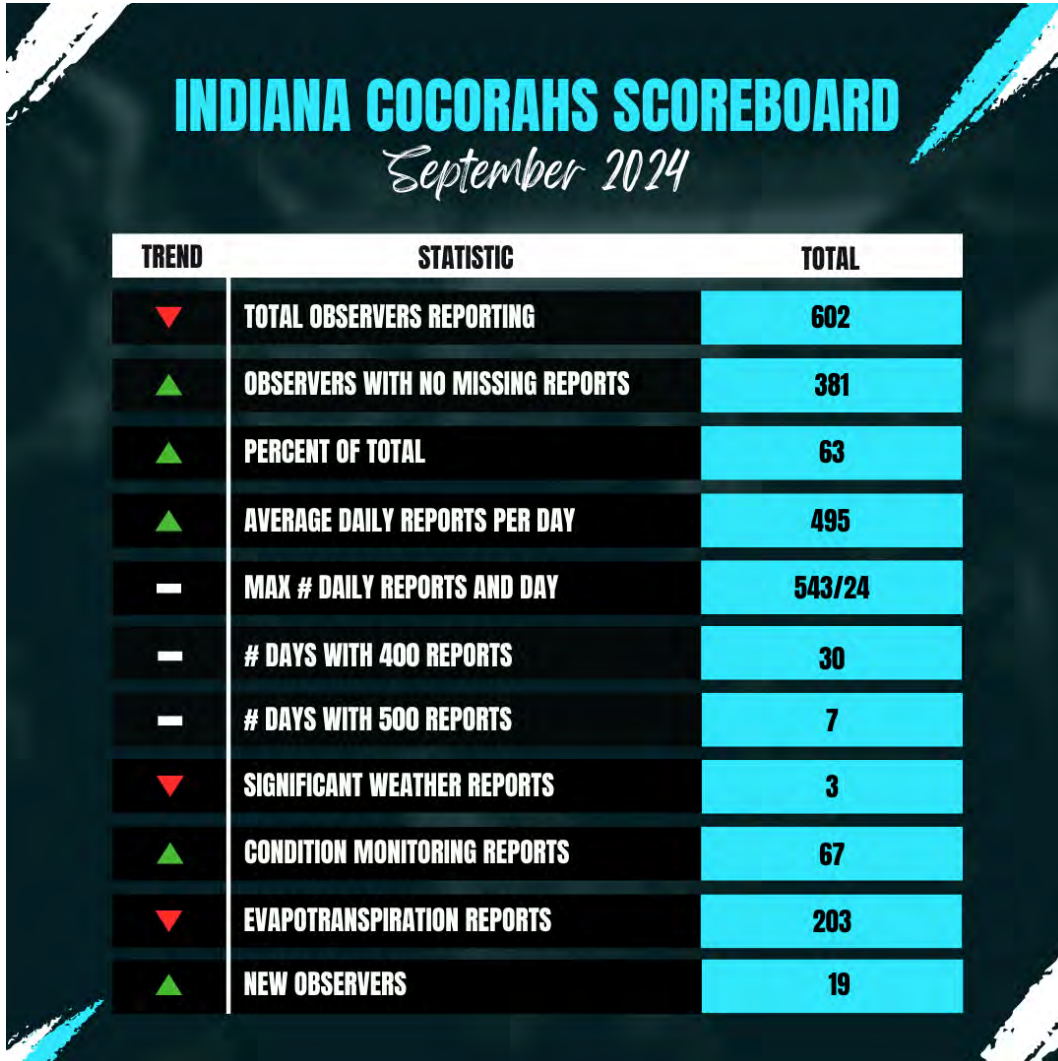 INDIANA COCORAHS SCOREBOARD
September 2024
TREND STATISTIC TOTAL
TOTAL OBSERVERS REPORTING 602
OBSERVERS WITH NO MISSING REPORTS 381
PERCENT OF TOTAL 63
AVERAGE DAILY REPORTS PER DAY 495
MAX # DAILY REPORTS AND DAY 543/24
# DAYS WITH 400 REPORTS 30
# DAYS WITH 500 REPORTS 7
SIGNIFICANT WEATHER REPORTS 3
CONDITION MONITORING REPORTS 67
EVAPOTRANSPIRATION REPORTS 203
NEW OBSERVERS 19